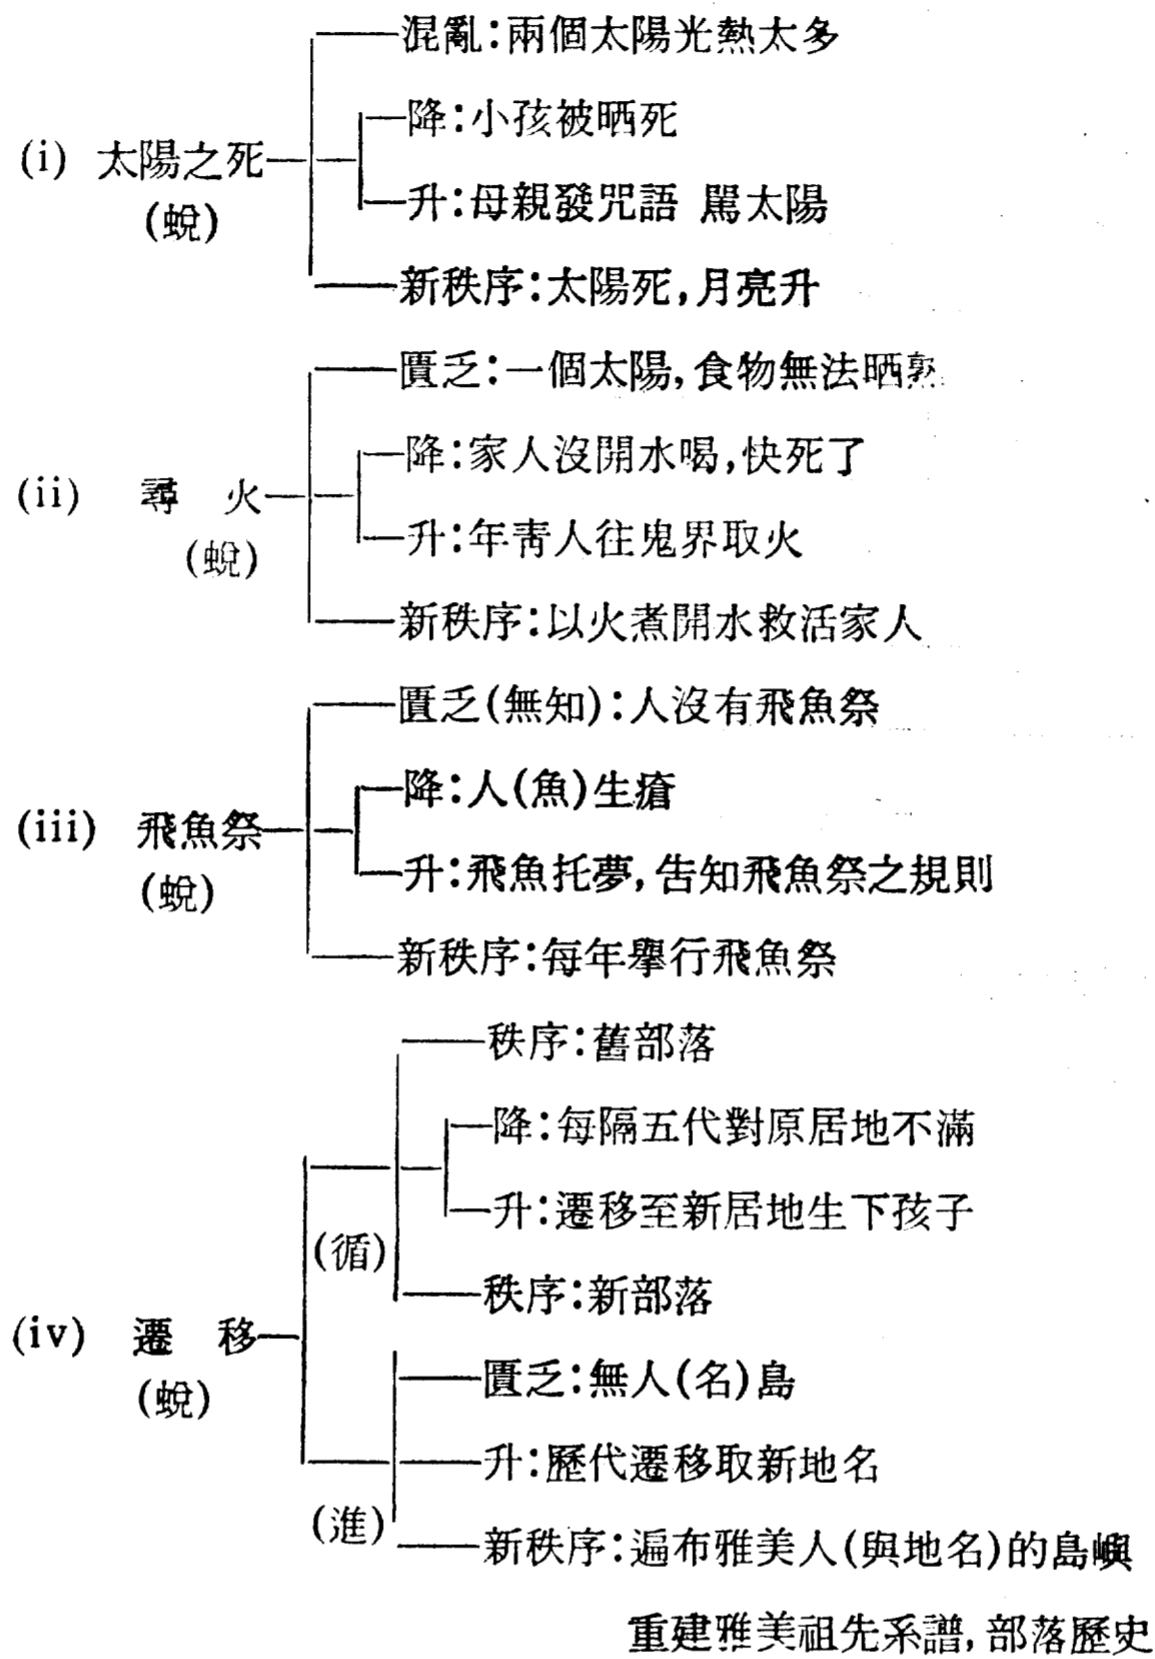 混亂:兩個太陽光熱太多
降:小孩被晒死
(i) 太陽之死
升:母親發咒語 罵太陽
(蛻)
新秩序:太陽死,月亮升
匱乏:一個太陽,食物無法晒熟
降:家人沒開水喝,快死了
(ii) 尋 火
升:年靑人往鬼界取火
(蛻)
新秩序:以火煮開水救活家人
匱乏(無知):人沒有飛魚祭
降:人(魚)生瘡
(iii) 飛魚祭
升:飛魚托夢,告知飛魚祭之規則
(蛻)
新秩序:每年擧行飛魚祭
秩序:舊部落
降:每隔五代對原居地不滿
升:遷移至新居地生下孩子
(循)
秩序:新部落
(iv) 遷 移
匱乏:無人(名)島
(蛻)
升:歷代遷移取新地名
(進)
新秩序:遍布雅美人(與地名)的島嶼
重建雅美祖先系譜,部落歷史